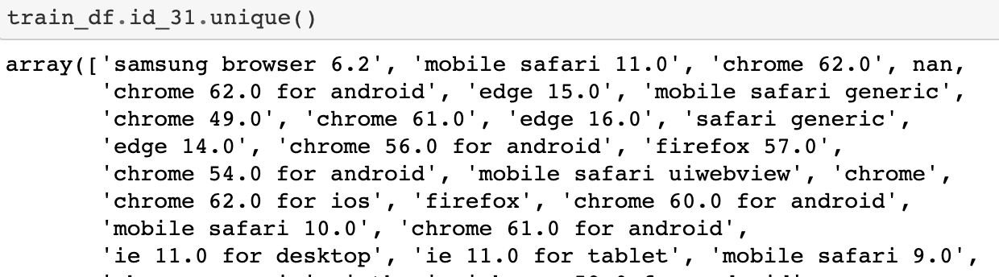 train_df.id_31.unique()
array(['samsung browser 6.2', 'mobile safari 11.0', 'chrome 62.0', nan,
'chrome 62.0 for android', 'edge 15.0', 'mobile safari generic',
'chrome 49.0', 'chrome 61.0', 'edge 16.0', 'safari generic',
'edge 14.0', 'chrome 56.0 for android', 'firefox 57.0',
'chrome 54.0 for android', 'mobile safari uiwebview', 'chrome',
'chrome 62.0 for ios', 'firefox', 'chrome 60.0 for android',
'mobile safari 10.0', 'chrome 61.0 for android',
'ie 11.0 for desktop', 'ie 11.0 for tablet', 'mobile safari 9.0',